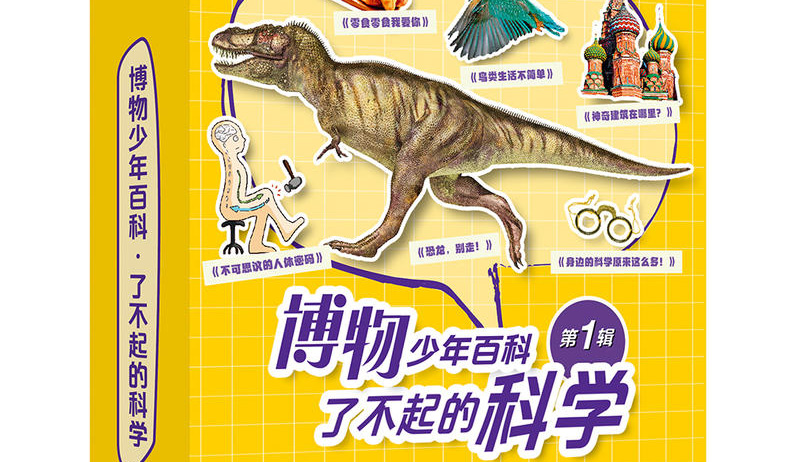 博物少年百科·了不起的科学
《零食零食我爱你》
《鸟类生活不简单》
《神奇建筑在哪里?》
《不可思议的人体密码》
《恐龙,别走!》
《身边的科学原来这么多!》
博物少年百科
第1辑
了不起的科学